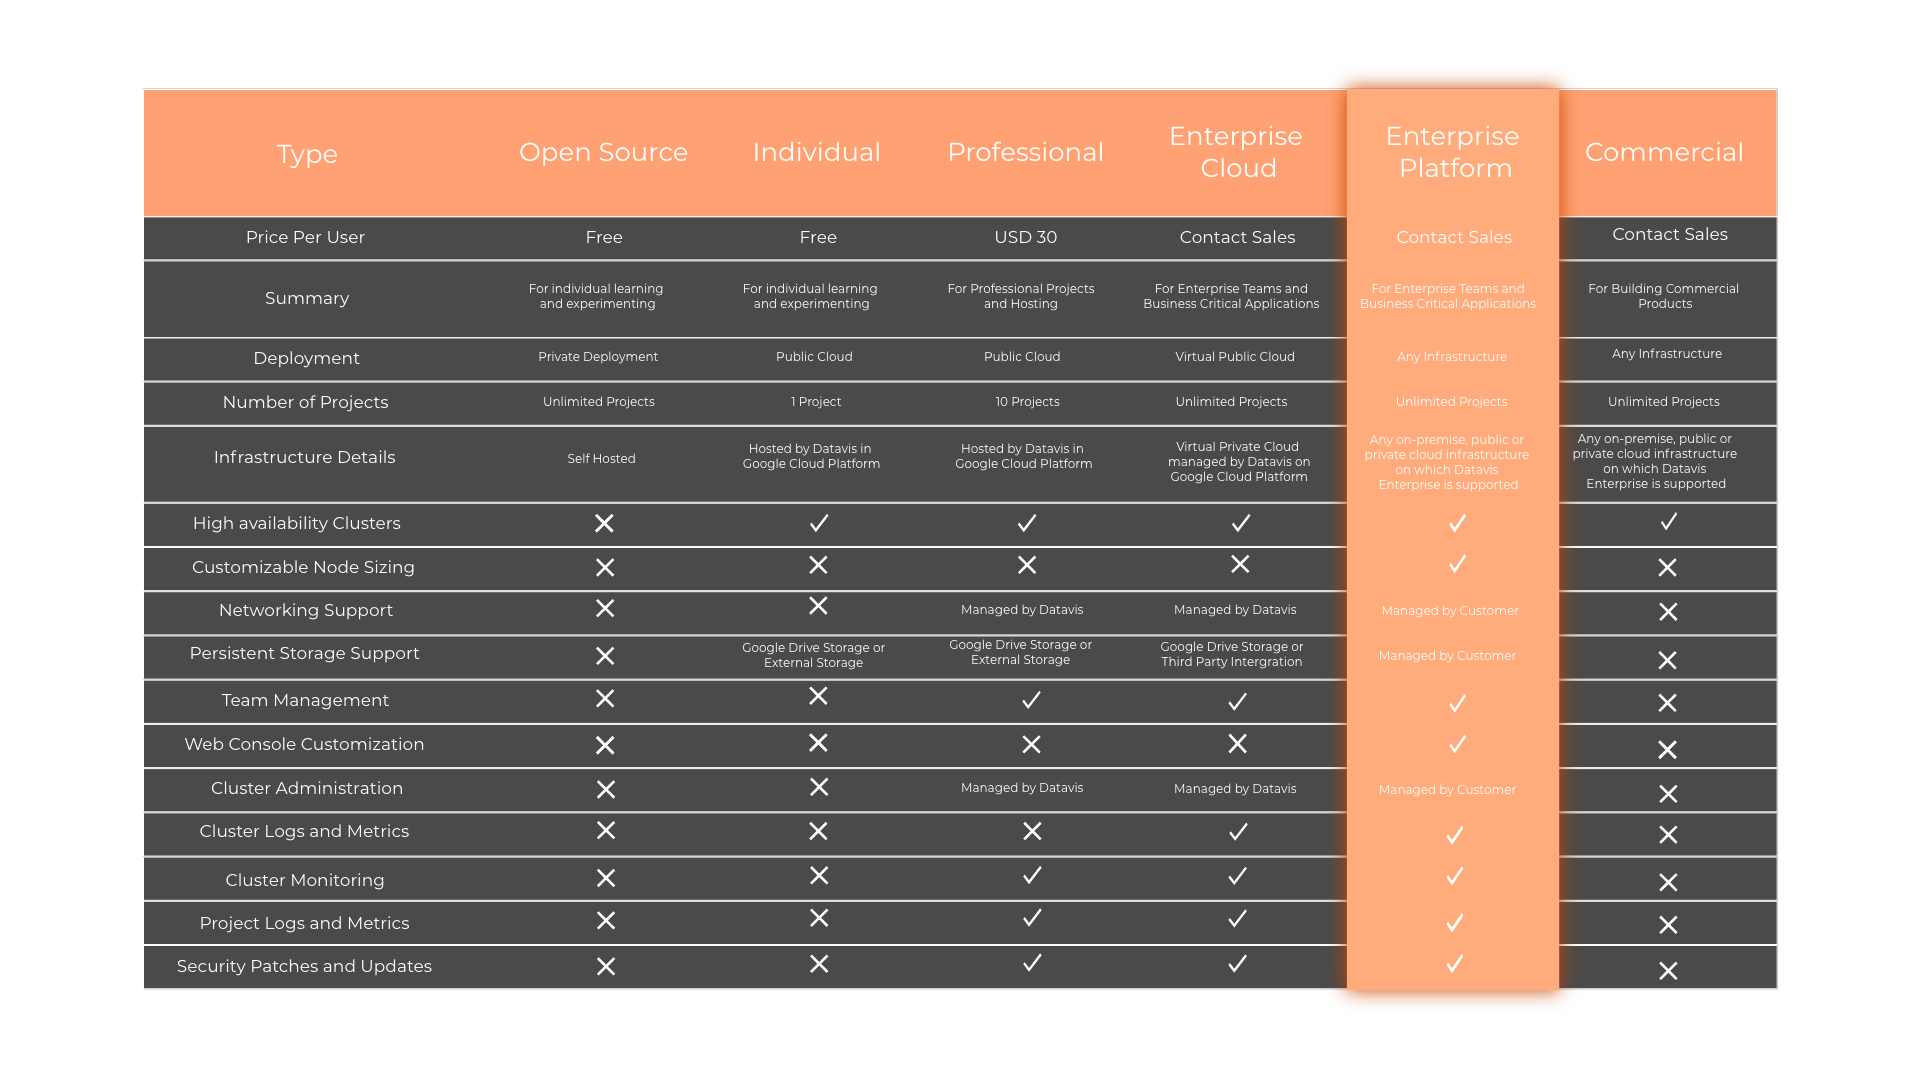 Type
Open Source
Individual
Professional
Enterprise
Cloud
Enterprise
Platform
Commercial
Price Per User
Free
Free
USD 30
Contact Sales
Contact Sales
Contact Sales
Summary
For individual learning
and experimenting
For individual learning
and experimenting
For Professional Projects
and Hosting
For Enterprise Teams and
Business Critical Applications
For Enterprise Teams and
Business Critical Applications
For Building Commercial
Products
Deployment
Private Deployment
Public Cloud
Public Cloud
Virtual Public Cloud
Any Infrastructure
Any Infrastructure
Number of Projects
Unlimited Projects
1 Project
10 Projects
Unlimited Projects
Unlimited Projects
Unlimited Projects
Infrastructure Details
Self Hosted
Hosted by Datavis in
Google Cloud Platform
Hosted by Datavis in
Google Cloud Platform
Virtual Private Cloud
managed by Datavis on
Google Cloud Platform
Any on-premise, public or
private cloud infrastructure
on which Datavis
Enterprise is supported
Any on-premise, public or
private cloud infrastructure
on which Datavis
Enterprise is supported
High availability Clusters
Customizable Node Sizing
Networking Support
Managed by Datavis
Managed by Datavis
Managed by Customer
Persistent Storage Support
Google Drive Storage or
External Storage
Google Drive Storage or
External Storage
Google Drive Storage or
Third Party Intergration
Managed by Customer
Team Management
Web Console Customization
Cluster Administration
Managed by Datavis
Managed by Datavis
Managed by Customer
Cluster Logs and Metrics
Cluster Monitoring
Project Logs and Metrics
Security Patches and Updates